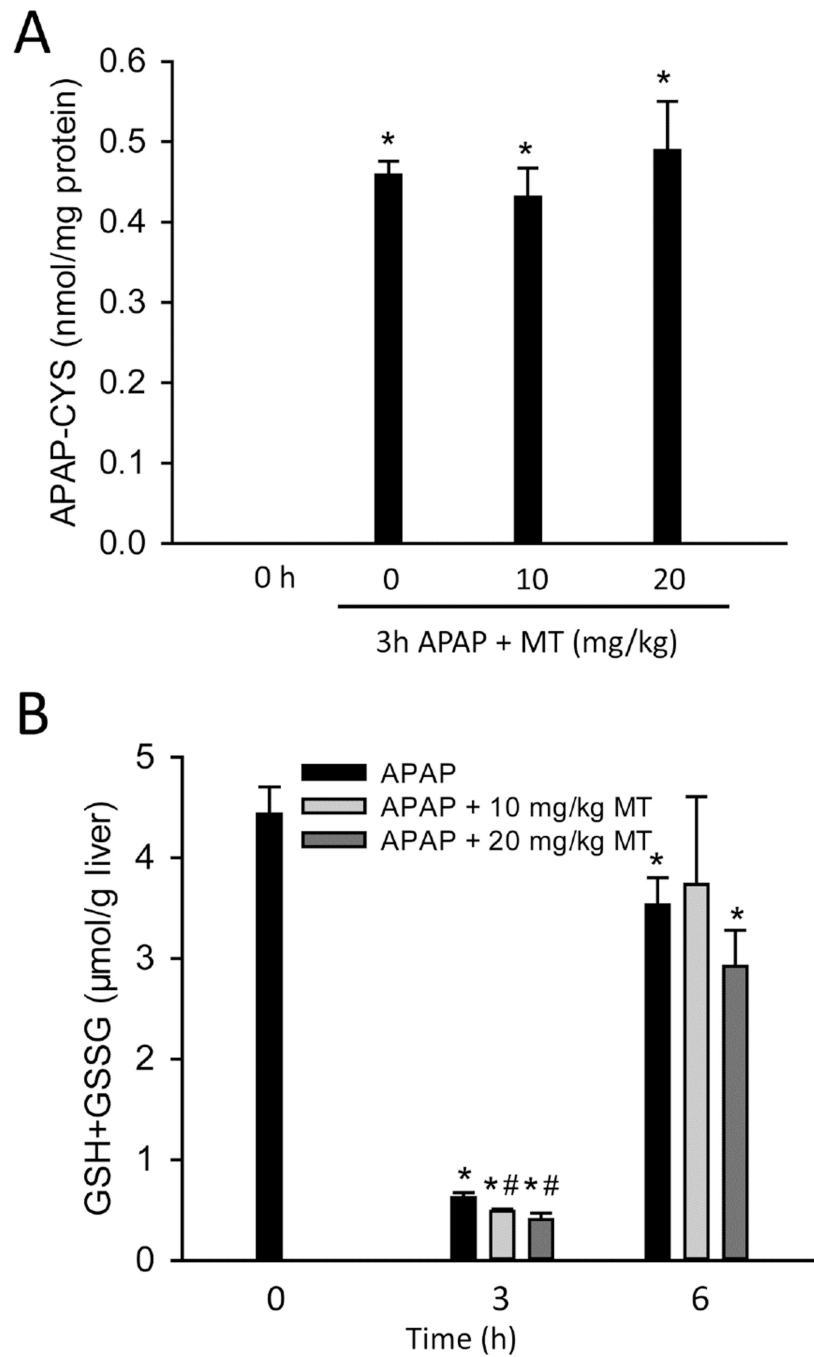 A
APAP-CYS (nmol/mg protein)
0.6
0.5
0.4
0.3
0.2
0.1
0.0
* * *
0 h 0 10 20
3h APAP + MT (mg/kg)
B
GSH+GSSG (µmol/g liver)
5
4
3
2
1
0
APAP
APAP + 10 mg/kg MT
APAP + 20 mg/kg MT
* *# *#
* *
0 3 6
Time (h)